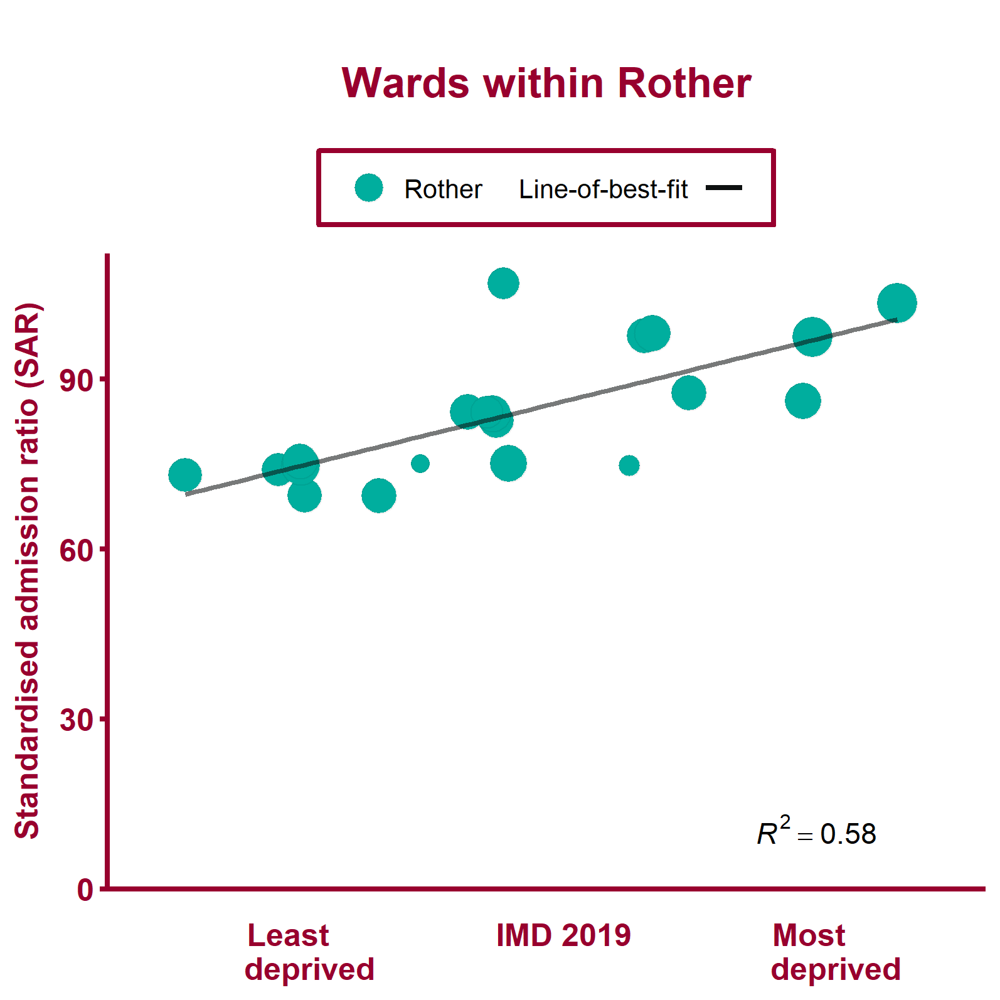 Wards within Rother
Rother Line-of-best-fit
Standardised admission ratio (SAR)
90
60
30
0
R² = 0.58
Least deprived
IMD 2019
Most deprived